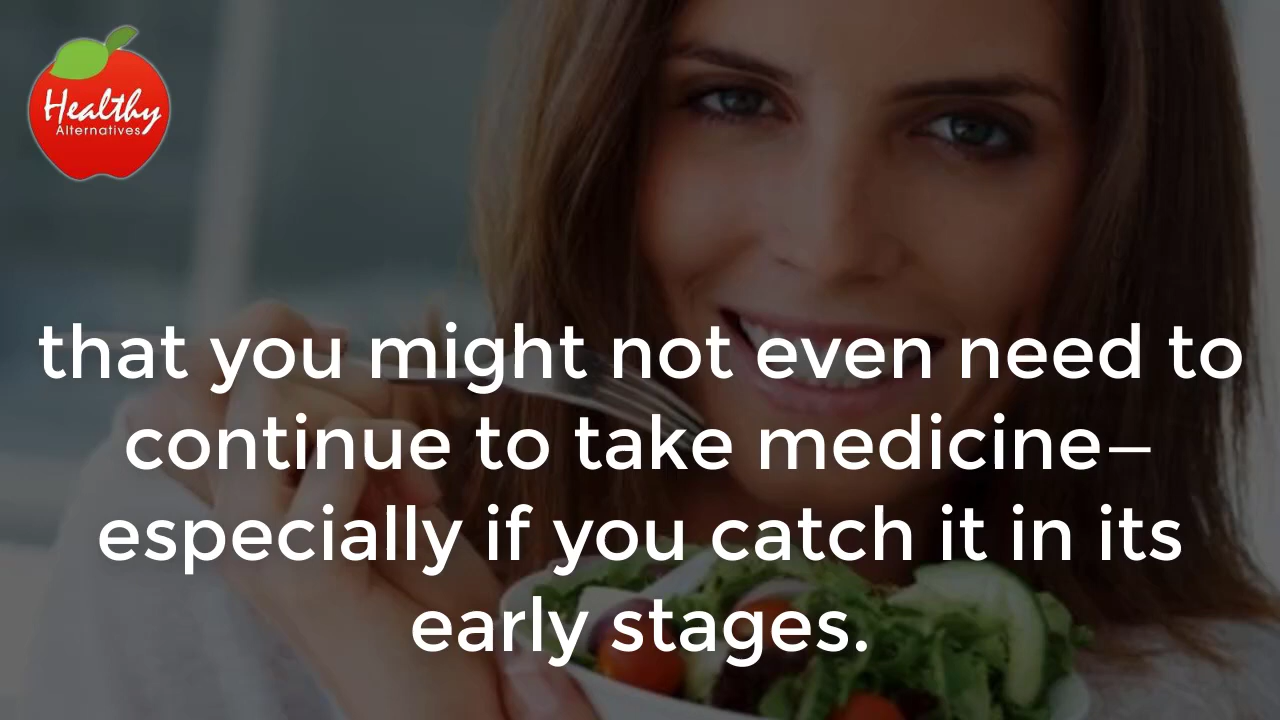 Healthy
Alternatives
that you might not even need to
continue to take medicine—
especially if you catch it in its
early stages.